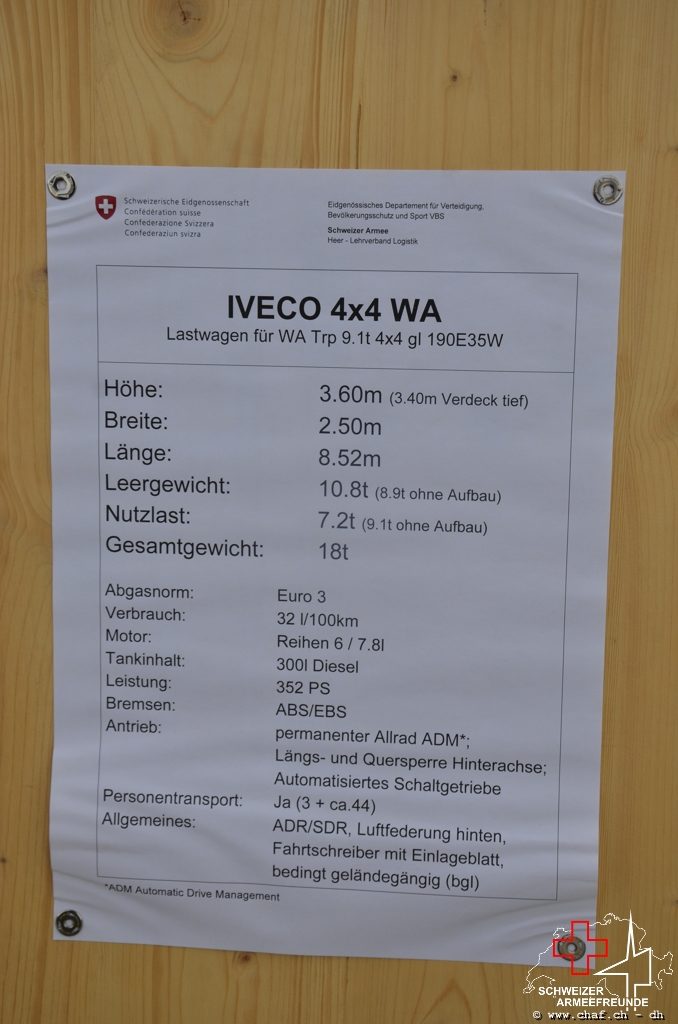 Schweizerische Eidgenossenschaft
Confédération suisse
Confederazione Svizzera
Confederaziun svizra
Eidgenössisches Departement für Verteidigung,
Bevölkerungsschutz und Sport VBS
Schweizer Armee
Heer - Lehrverband Logistik
IVECO 4x4 WA
Lastwagen für WA Trp 9.1t 4x4 gl 190E35W
Höhe: 3.60m (3.40m Verdeck tief)
Breite: 2.50m
Länge: 8.52m
Leergewicht: 10.8t (8.9t ohne Aufbau)
Nutzlast: 7.2t (9.1t ohne Aufbau)
Gesamtgewicht: 18t
Abgasnorm: Euro 3
Verbrauch: 32 l/100km
Motor: Reihen 6 / 7.8l
Tankinhalt: 300l Diesel
Leistung: 352 PS
Bremsen: ABS/EBS
Antrieb: permanenter Allrad ADM*;
Längs- und Quersperre Hinterachse;
Automatisiertes Schaltgetriebe
Personentransport: Ja (3 + ca.44)
Allgemeines: ADR/SDR, Luftfederung hinten,
Fahrtschreiber mit Einlageblatt,
bedingt geländegängig (bgl)
*ADM Automatic Drive Management
SCHWEIZER
ARMEEFREUNDE
© www.chaf.ch - dh